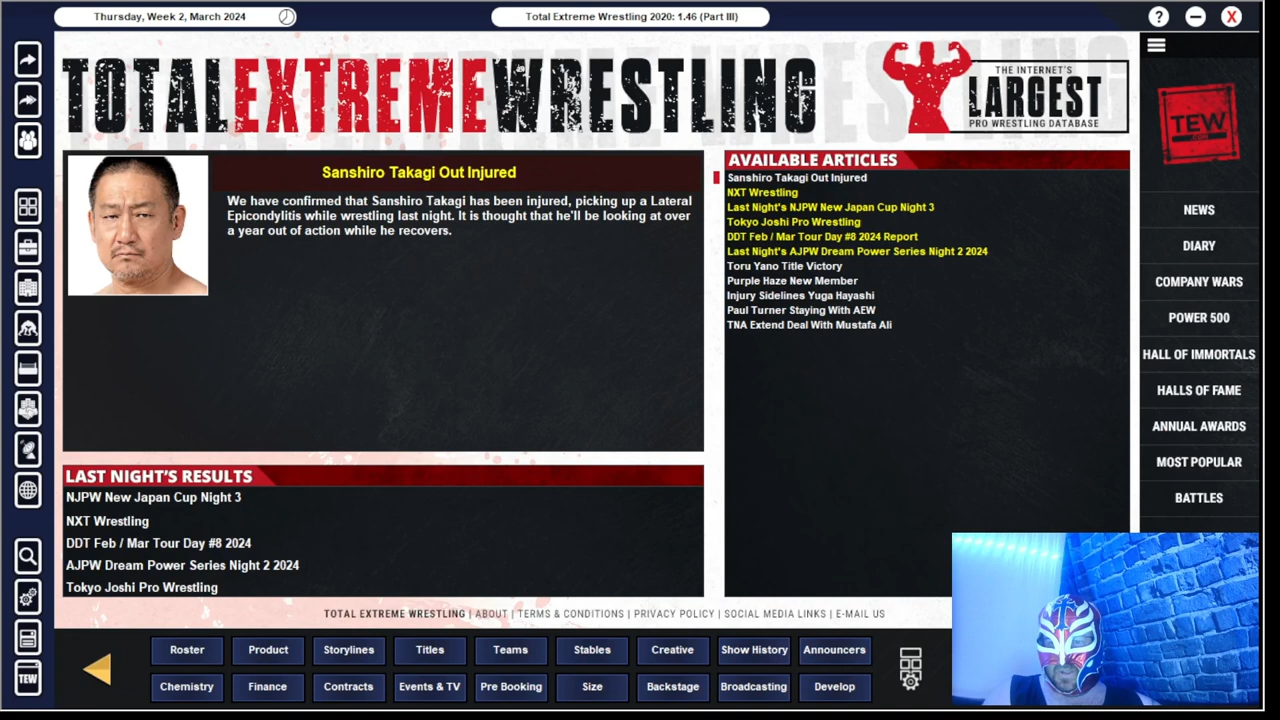 Thursday, Week 2, March 2024
Total Extreme Wrestling 2020: 1.46 (Part III)
?
X
TOTALEXTREMEWRESTLING
THE INTERNET'S
LARGEST
PRO WRESTLING DATABASE
TEW
.COM
Sanshiro Takagi Out Injured
We have confirmed that Sanshiro Takagi has been injured, picking up a Lateral
Epicondylitis while wrestling last night. It is thought that he'll be looking at over
a year out of action while he recovers.
AVAILABLE ARTICLES
Sanshiro Takagi Out Injured
NXT Wrestling
Last Night's NJPW New Japan Cup Night 3
Tokyo Joshi Pro Wrestling
DDT Feb / Mar Tour Day #8 2024 Report
Last Night's AJPW Dream Power Series Night 2 2024
Toru Yano Title Victory
Purple Haze New Member
Injury Sidelines Yuga Hayashi
Paul Turner Staying With AEW
TNA Extend Deal With Mustafa Ali
NEWS
DIARY
COMPANY WARS
POWER 500
HALL OF IMMORTALS
HALLS OF FAME
ANNUAL AWARDS
MOST POPULAR
BATTLES
LAST NIGHT'S RESULTS
NJPW New Japan Cup Night 3
NXT Wrestling
DDT Feb / Mar Tour Day #8 2024
AJPW Dream Power Series Night 2 2024
Tokyo Joshi Pro Wrestling
TOTAL EXTREME WRESTLING | ABOUT | TERMS & CONDITIONS | PRIVACY POLICY | SOCIAL MEDIA LINKS | E-MAIL US
TEW
Roster Product Storylines Titles Teams Stables Creative Show History Announcers
Chemistry Finance Contracts Events & TV Pre Booking Size Backstage Broadcasting Develop